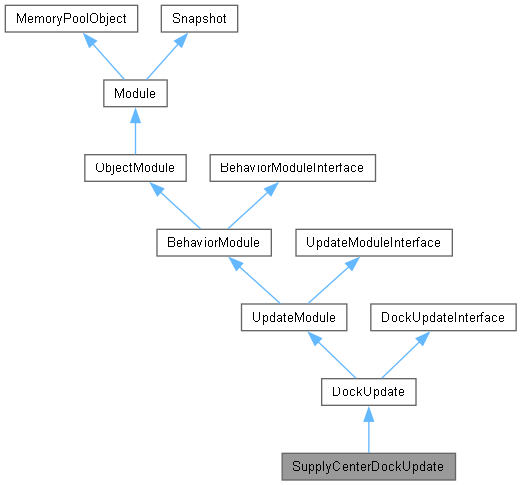 MemoryPoolObject
Snapshot
Module
ObjectModule
BehaviorModuleInterface
BehaviorModule
UpdateModuleInterface
UpdateModule
DockUpdateInterface
DockUpdate
SupplyCenterDockUpdate